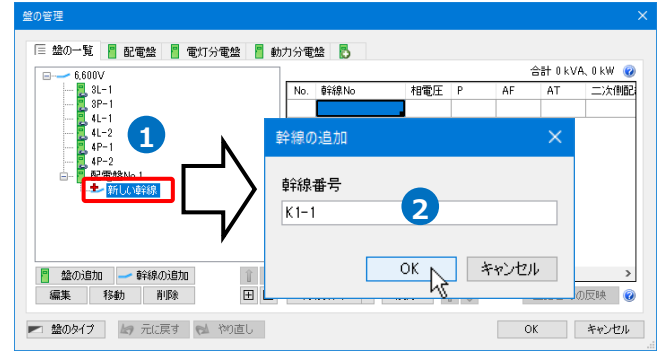 盤の管理
盤の一覧 配電盤 電灯分電盤 動力分電盤
合計 0 kVA、0 kW
6,600V
3L-1
3P-1
4L-1
4L-2
4P-1
4P-2
配電盤No.1
新しい幹線
1
No. 幹線No 相電圧 P AF AT 二次側配
幹線の追加
幹線番号
K1-1
2
OK キャンセル
盤の追加 幹線の追加
編集 移動 削除
の反映
盤のタイプ 元に戻す やり直し
OK キャンセル